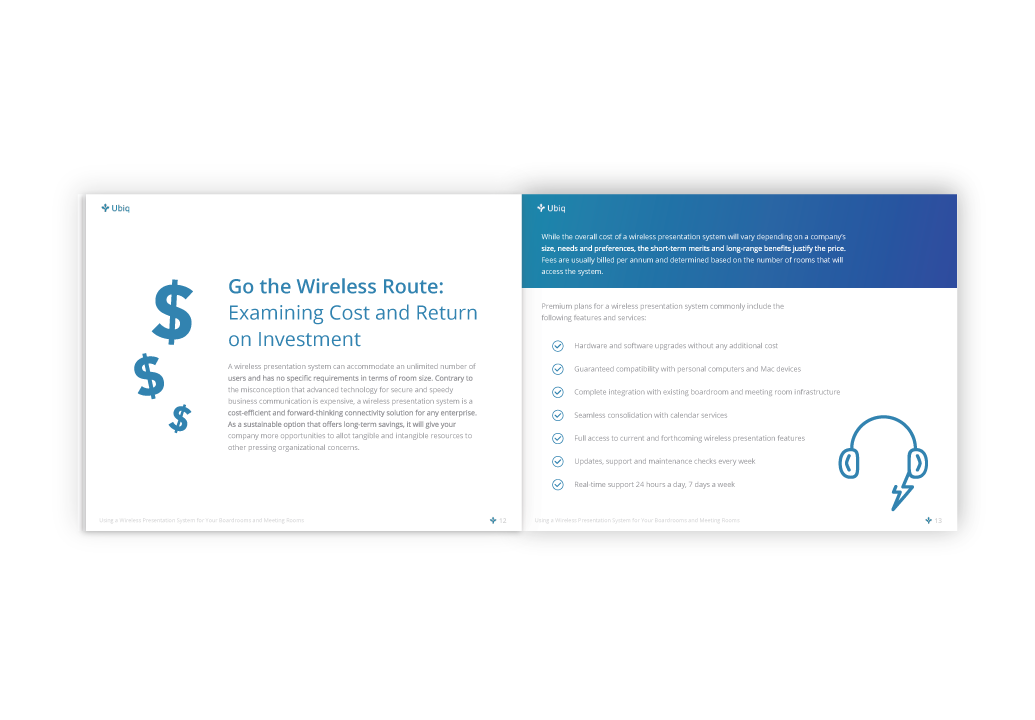 Ubiq
Go the Wireless Route:
Examining Cost and Return
on Investment
A wireless presentation system can accommodate an unlimited number of
users and has no specific requirements in terms of room size. Contrary to
the misconception that advanced technology for secure and speedy
business communication is expensive, a wireless presentation system is a
cost-efficient and forward-thinking connectivity solution for any enterprise.
As a sustainable option that offers long-term savings, it will give your
company more opportunities to allot tangible and intangible resources to
other pressing organizational concerns.
Using a Wireless Presentation System for Your Boardrooms and Meeting Rooms
12
Ubiq
While the overall cost of a wireless presentation system will vary depending on a company's
size, needs and preferences, the short-term merits and long-range benefits justify the price.
Fees are usually billed per annum and determined based on the number of rooms that will
access the system.
Premium plans for a wireless presentation system commonly include the
following features and services:
Hardware and software upgrades without any additional cost
Guaranteed compatibility with personal computers and Mac devices
Complete integration with existing boardroom and meeting room infrastructure
Seamless consolidation with calendar services
Full access to current and forthcoming wireless presentation features
Updates, support and maintenance checks every week
Real-time support 24 hours a day, 7 days a week
Using a Wireless Presentation System for Your Boardrooms and Meeting Rooms
13